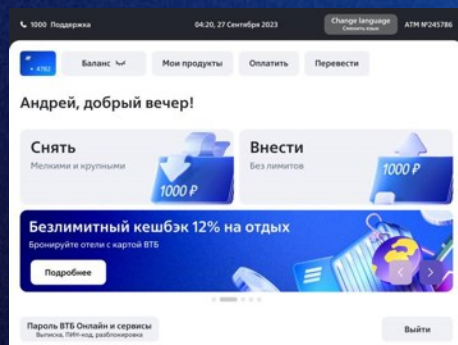 1000 Поддержка
04:20, 27 Сентября 2023
Change language
Сменить язык
ATM №245786
4762
Баланс
Мои продукты
Оплатить
Перевести
Андрей, добрый вечер!
Снять
Мелкими и крупными
1000 ₽
Внести
Без лимитов
1000 ₽
Безлимитный кешбэк 12% на отдых
Бронируйте отели с картой ВТБ
Подробнее
Пароль ВТБ Онлайн и сервисы
Выписка, ПИН-код, разблокировка
Выйти